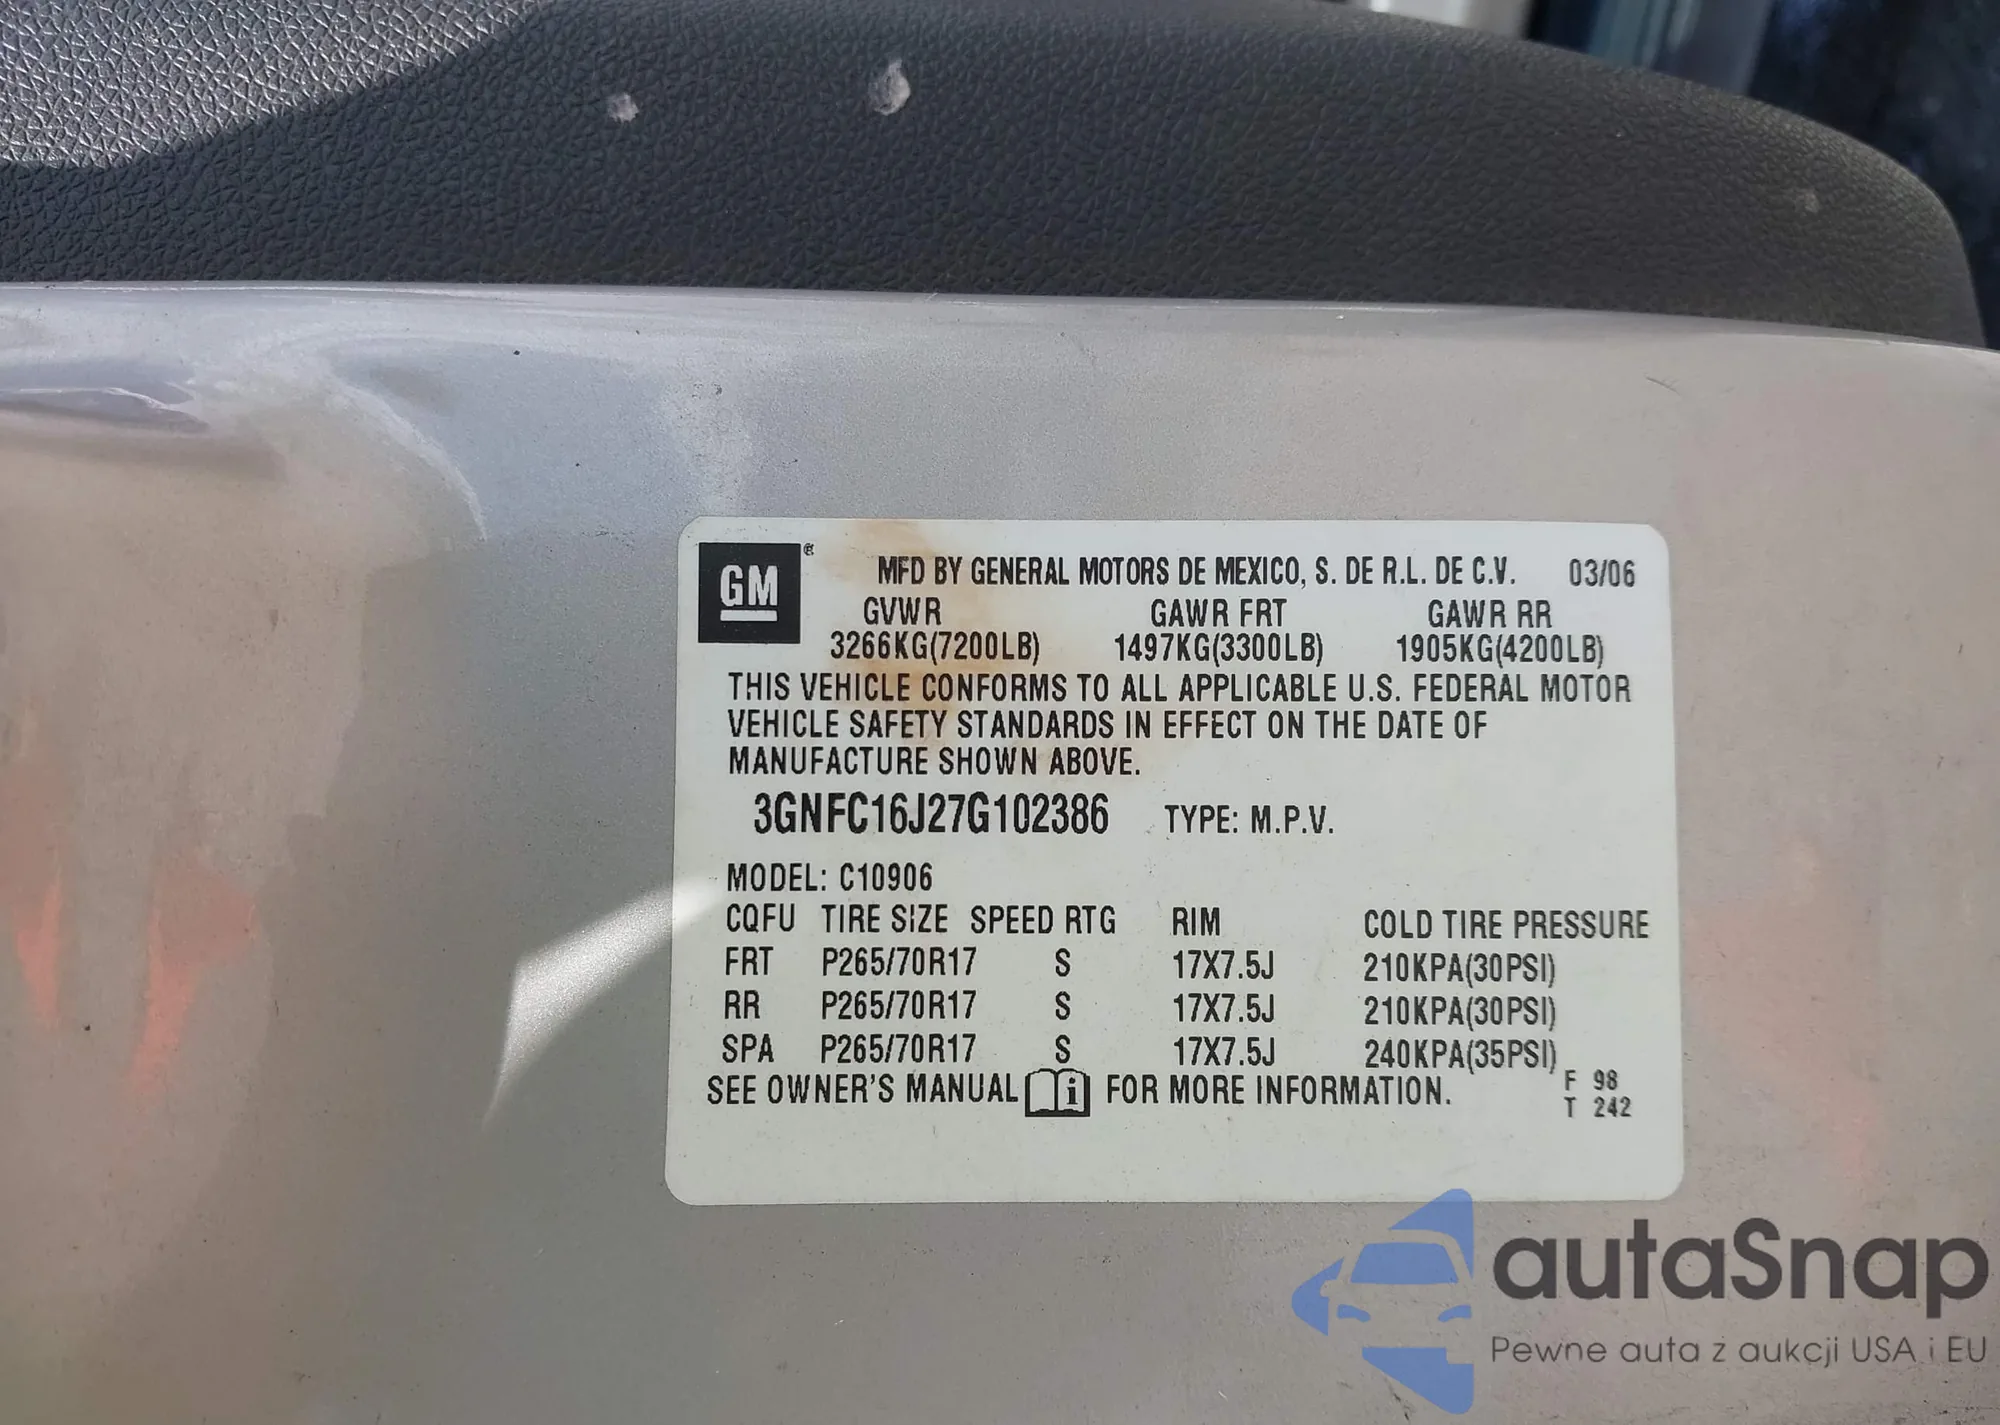 GM ® MFD BY GENERAL MOTORS DE MEXICO, S. DE R.L. DE C.V. 03/06
GVWR GAWR FRT GAWR RR
3266KG(7200LB) 1497KG(3300LB) 1905KG(4200LB)
THIS VEHICLE CONFORMS TO ALL APPLICABLE U.S. FEDERAL MOTOR
VEHICLE SAFETY STANDARDS IN EFFECT ON THE DATE OF
MANUFACTURE SHOWN ABOVE.
3GNFC16J27G102386 TYPE: M.P.V.
MODEL: C10906
CQFU TIRE SIZE SPEED RTG RIM COLD TIRE PRESSURE
FRT P265/70R17 S 17X7.5J 210KPA(30PSI)
RR P265/70R17 S 17X7.5J 210KPA(30PSI)
SPA P265/70R17 S 17X7.5J 240KPA(35PSI)
SEE OWNER'S MANUAL i FOR MORE INFORMATION.
F 98
T 242
autaSnap
Pewne auta z aukcji USA i EU